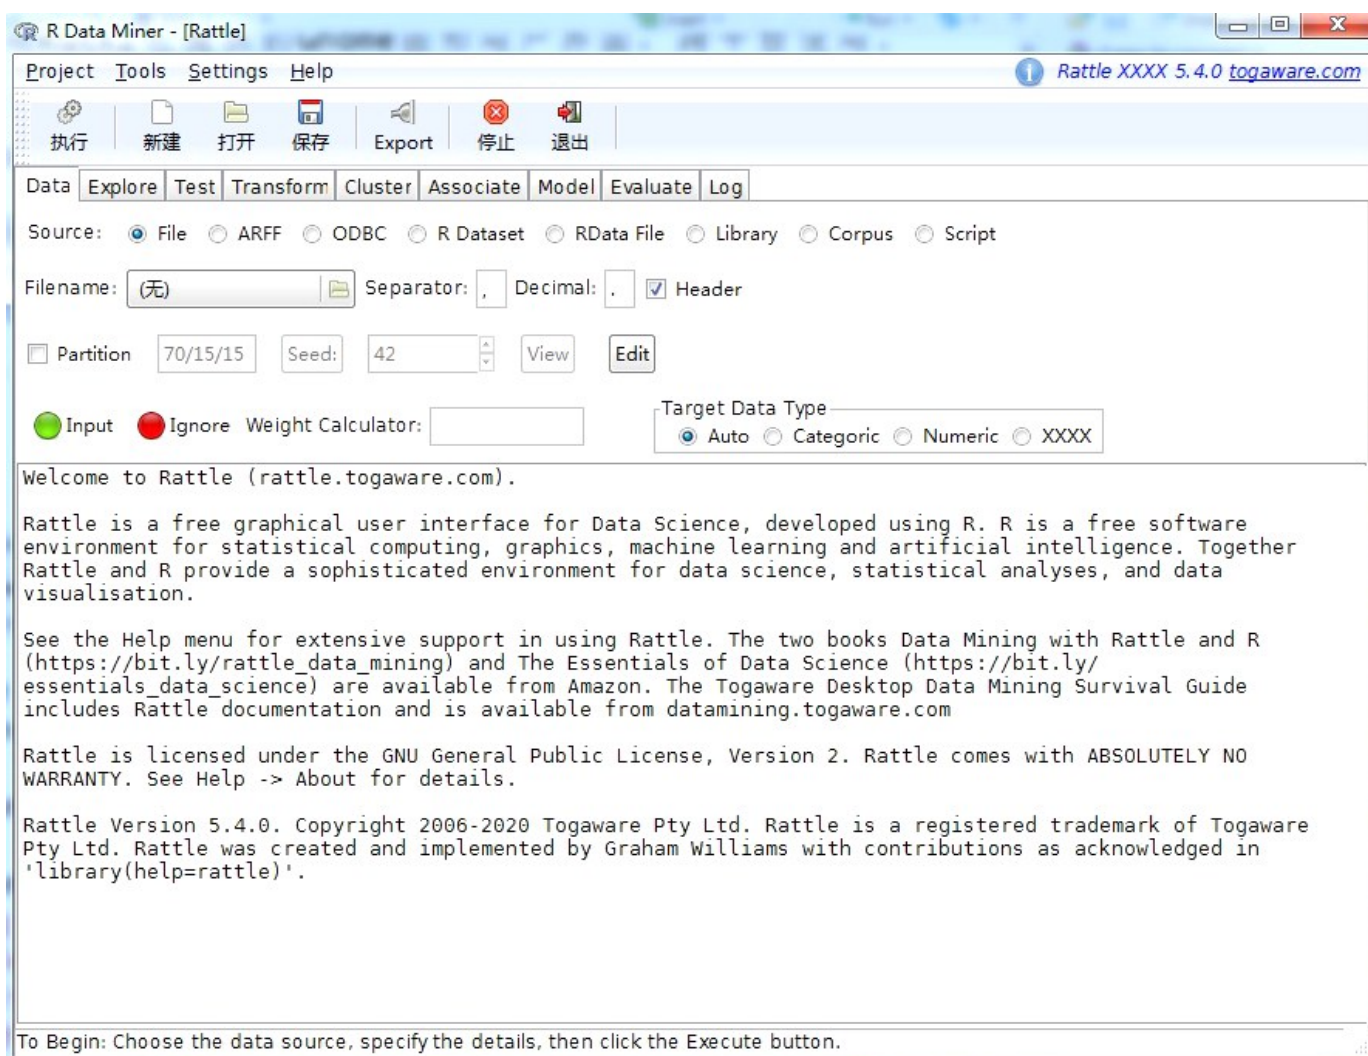 R Data Miner - [Rattle]
Project Tools Settings Help
Rattle XXXX 5.4.0 togaware.com
执行 新建 打开 保存 Export 停止 退出
Data Explore Test Transform Cluster Associate Model Evaluate Log
Source: File ARFF ODBC R Dataset RData File Library Corpus Script
Filename: (无) Separator: , Decimal: . Header
Partition 70/15/15 Seed: 42 View Edit
Target Data Type
Input Ignore Weight Calculator: Auto Categoric Numeric XXXX
Welcome to Rattle (rattle.togaware.com).
Rattle is a free graphical user interface for Data Science, developed using R. R is a free software
environment for statistical computing, graphics, machine learning and artificial intelligence. Together
Rattle and R provide a sophisticated environment for data science, statistical analyses, and data
visualisation.
See the Help menu for extensive support in using Rattle. The two books Data Mining with Rattle and R
(https://bit.ly/rattle_data_mining) and The Essentials of Data Science (https://bit.ly/
essentials_data_science) are available from Amazon. The Togaware Desktop Data Mining Survival Guide
includes Rattle documentation and is available from datamining.togaware.com
Rattle is licensed under the GNU General Public License, Version 2. Rattle comes with ABSOLUTELY NO
WARRANTY. See Help -> About for details.
Rattle Version 5.4.0. Copyright 2006-2020 Togaware Pty Ltd. Rattle is a registered trademark of Togaware
Pty Ltd. Rattle was created and implemented by Graham Williams with contributions as acknowledged in
'library(help=rattle)'.
To Begin: Choose the data source, specify the details, then click the Execute button.